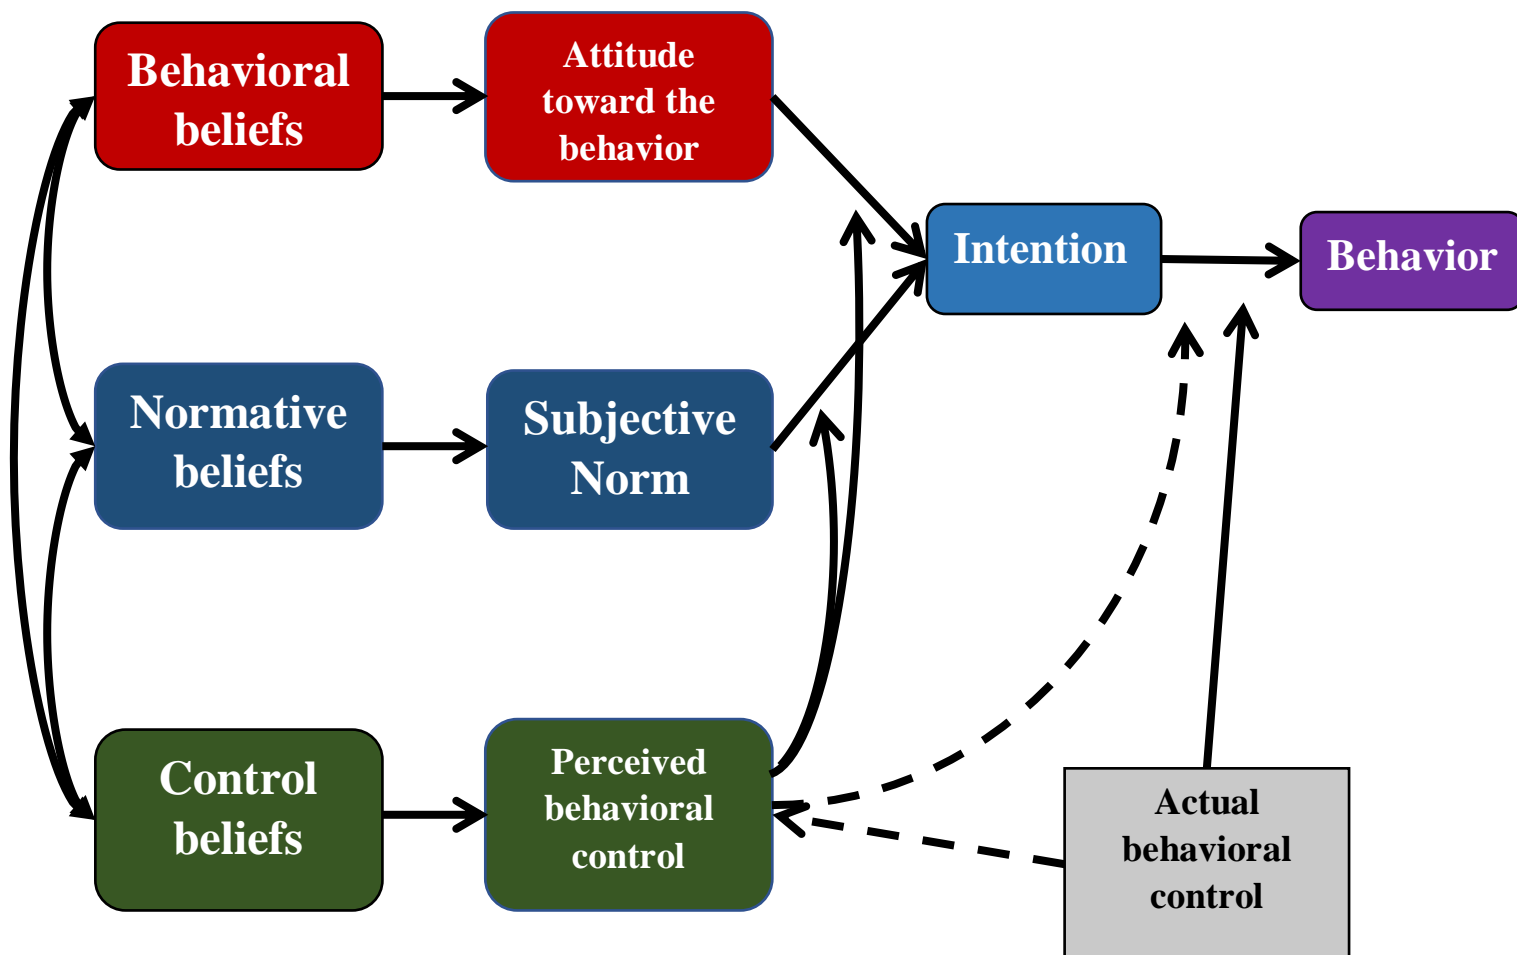 Behavioral
beliefs
Attitude
toward the
behavior
Intention
Behavior
Normative
beliefs
Subjective
Norm
Control
beliefs
Perceived
behavioral
control
Actual
behavioral
control